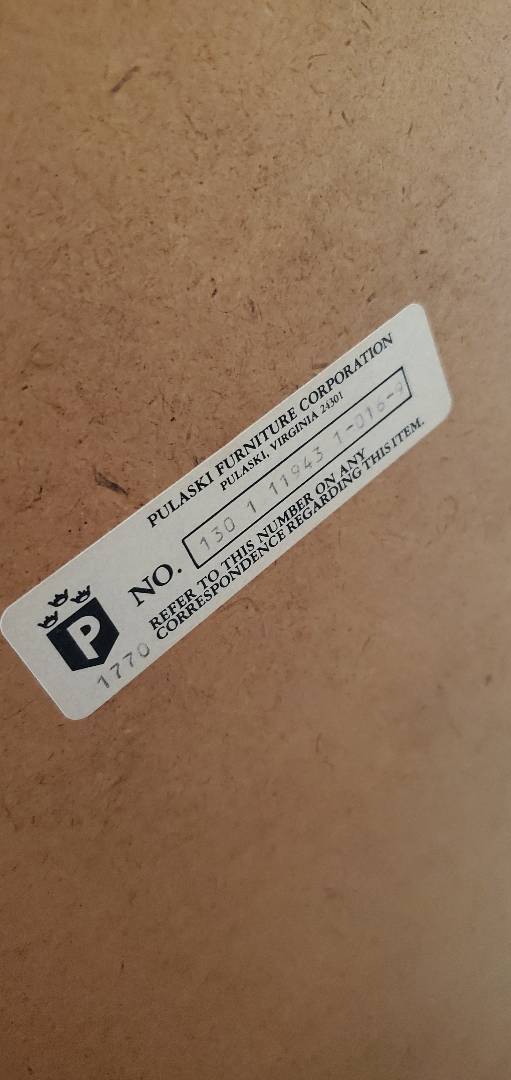 PULASKI FURNITURE CORPORATION
PULASKI, VIRGINIA 24301
NO. 130 1 11943 1-016-9
REFER TO THIS NUMBER ON ANY
CORRESPONDENCE REGARDING THIS ITEM.
P
1770